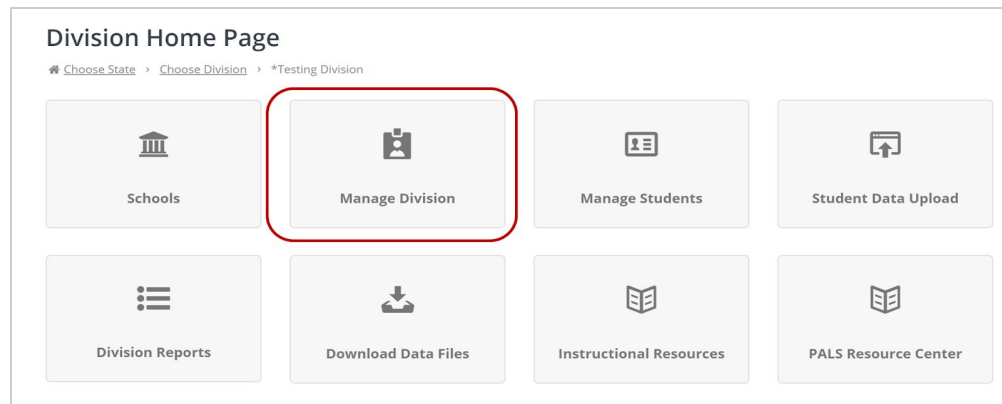 Division Home Page
Choose State › Choose Division › *Testing Division
Schools
Manage Division
Manage Students
Student Data Upload
Division Reports
Download Data Files
Instructional Resources
PALS Resource Center